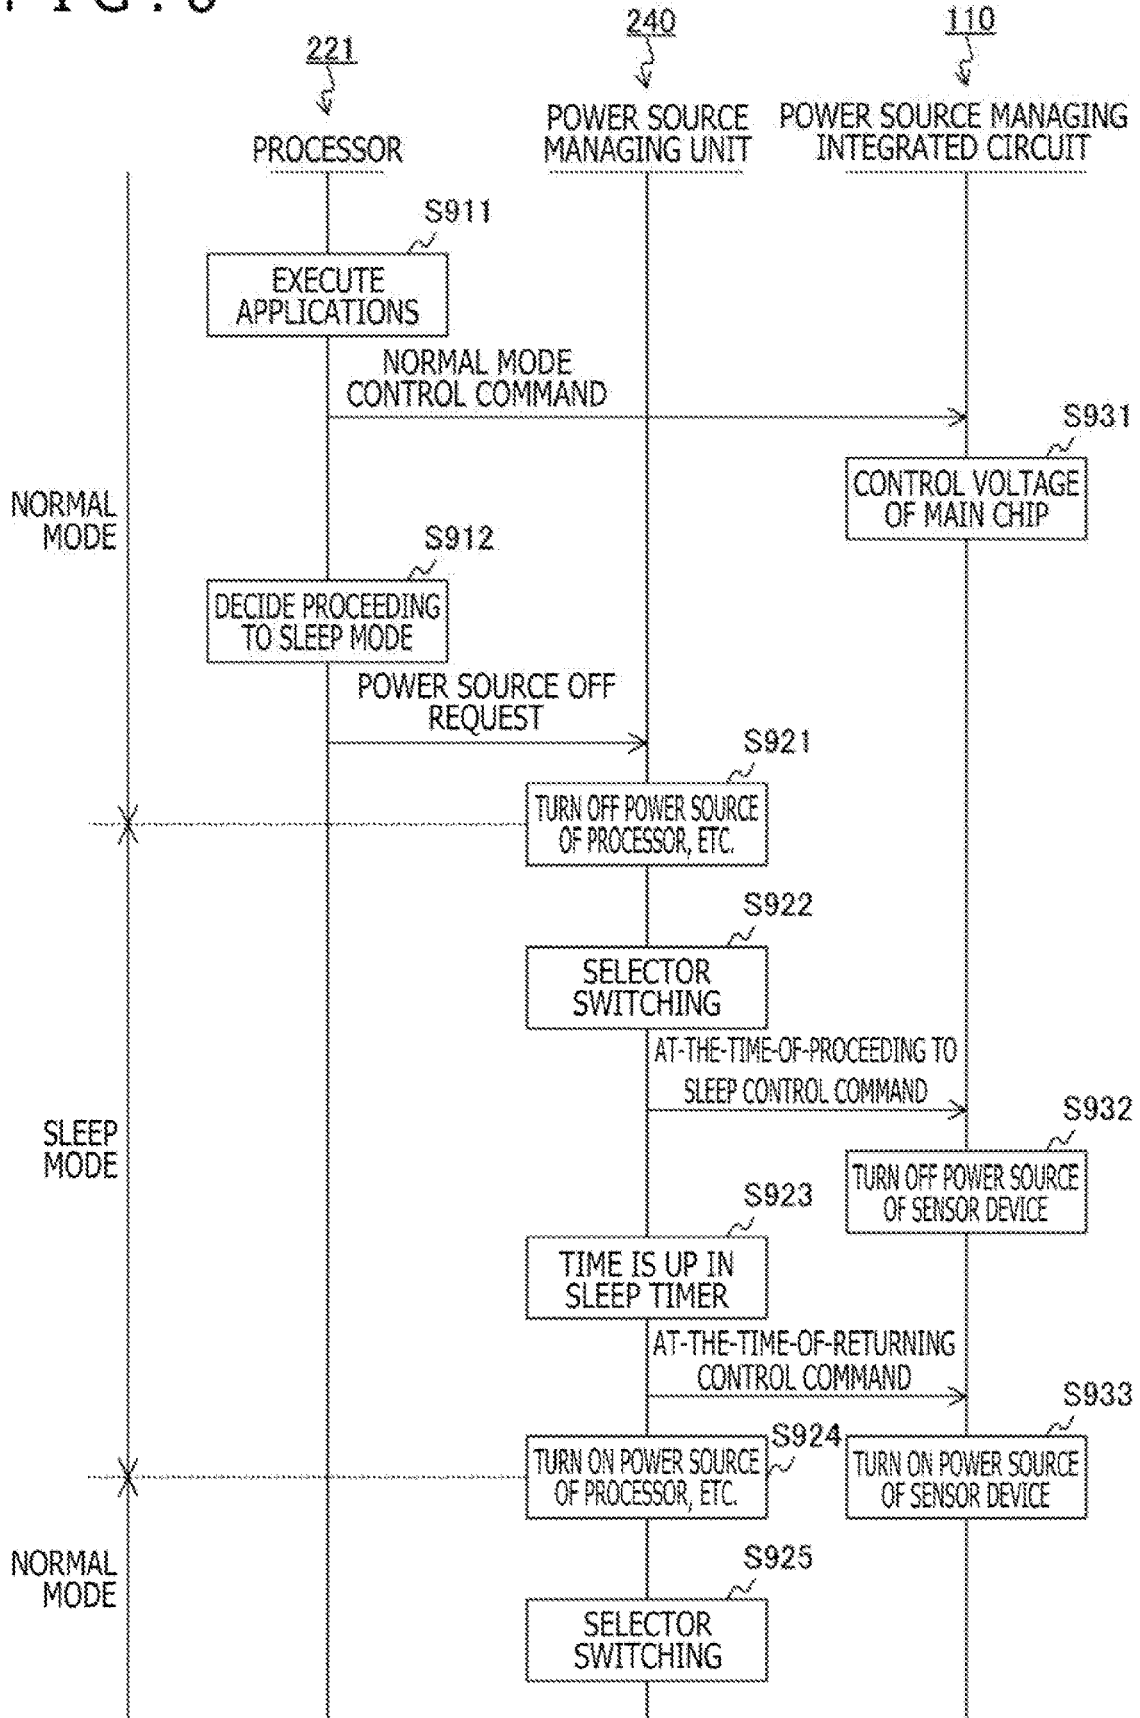 221
240
110
PROCESSOR
POWER SOURCE
MANAGING UNIT
POWER SOURCE MANAGING
INTEGRATED CIRCUIT
S911
EXECUTE
APPLICATIONS
NORMAL MODE
CONTROL COMMAND
S931
CONTROL VOLTAGE
OF MAIN CHIP
NORMAL
MODE
S912
DECIDE PROCEEDING
TO SLEEP MODE
POWER SOURCE OFF
REQUEST
S921
TURN OFF POWER SOURCE
OF PROCESSOR, ETC.
S922
SELECTOR
SWITCHING
AT-THE-TIME-OF-PROCEEDING TO
SLEEP CONTROL COMMAND
SLEEP
MODE
S932
TURN OFF POWER SOURCE
OF SENSOR DEVICE
S923
TIME IS UP IN
SLEEP TIMER
AT-THE-TIME-OF-RETURNING
CONTROL COMMAND
S924
TURN ON POWER SOURCE
OF PROCESSOR, ETC.
S933
TURN ON POWER SOURCE
OF SENSOR DEVICE
NORMAL
MODE
S925
SELECTOR
SWITCHING